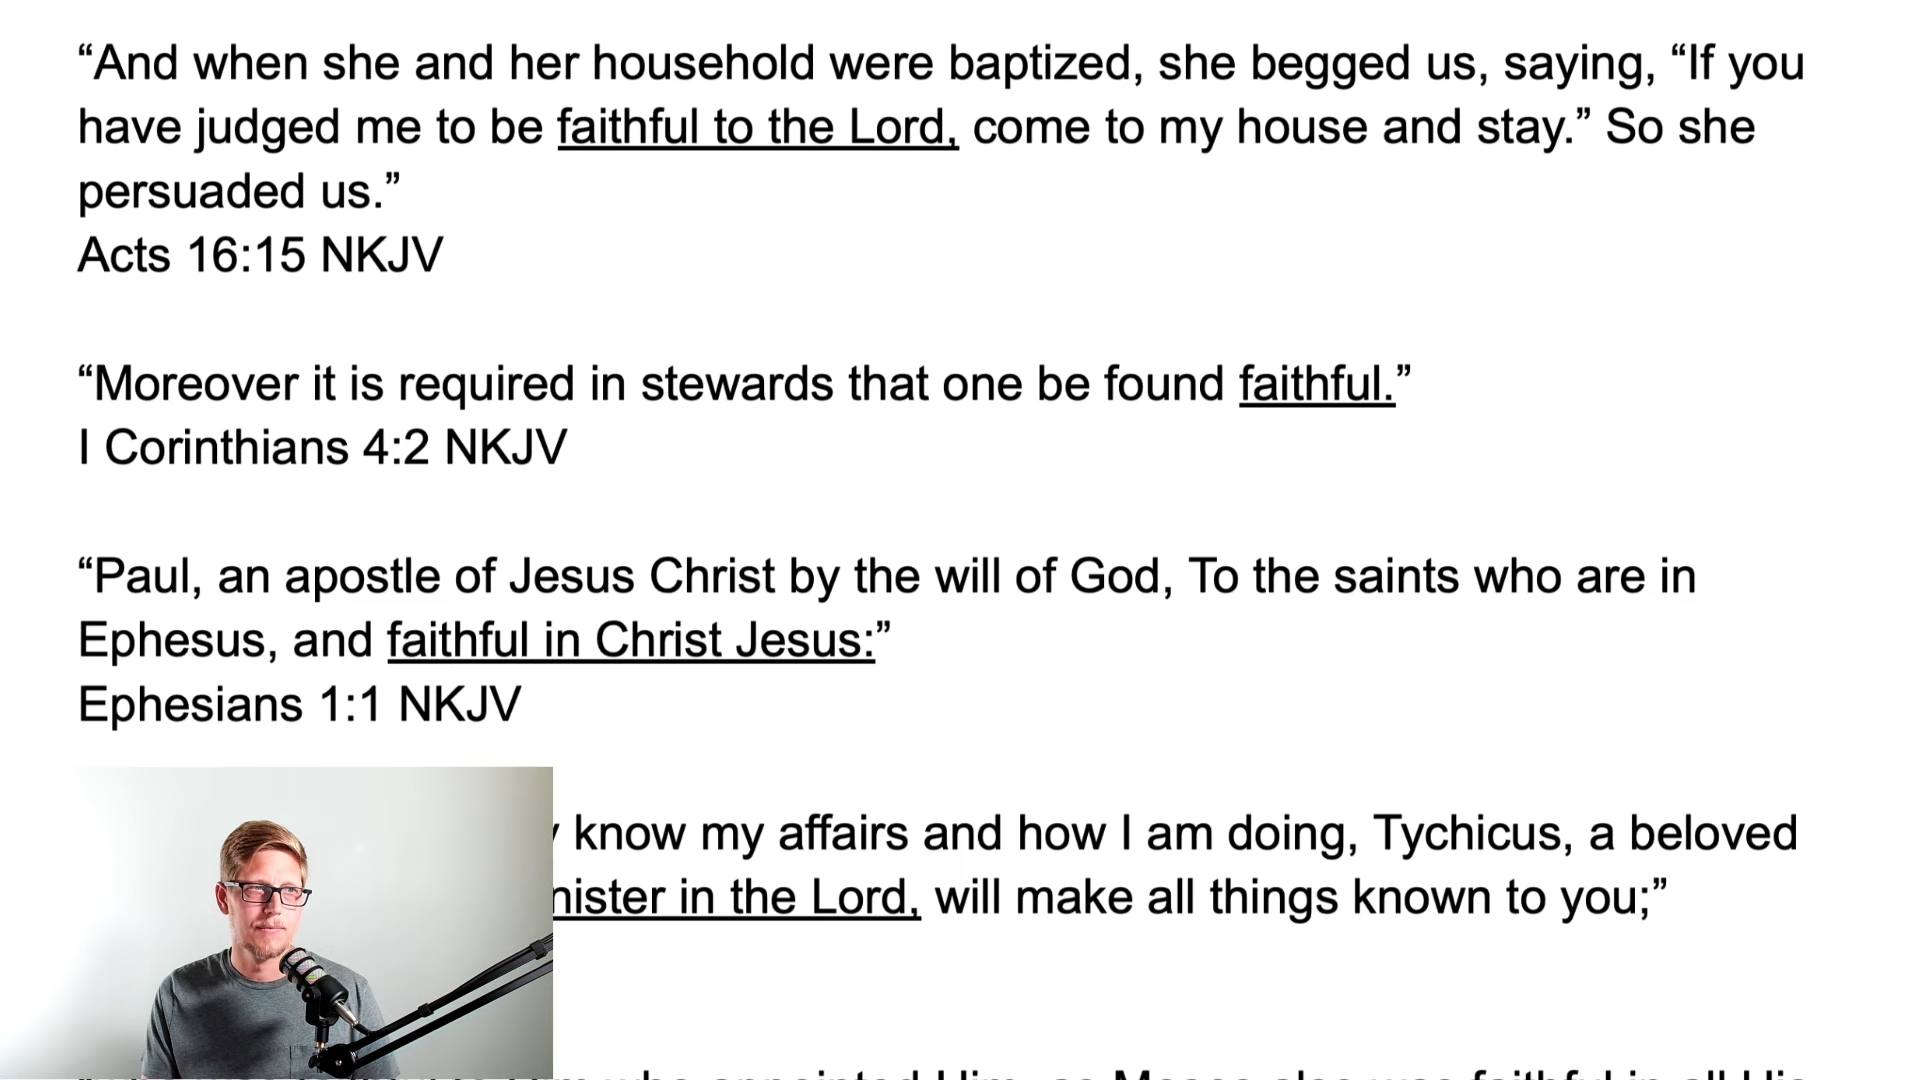 “And when she and her household were baptized, she begged us, saying, “If you
have judged me to be faithful to the Lord, come to my house and stay.” So she
persuaded us.”
Acts 16:15 NKJV
“Moreover it is required in stewards that one be found faithful.”
I Corinthians 4:2 NKJV
“Paul, an apostle of Jesus Christ by the will of God, To the saints who are in
Ephesus, and faithful in Christ Jesus:”
Ephesians 1:1 NKJV
know my affairs and how I am doing, Tychicus, a beloved
in the Lord, will make all things known to you;”